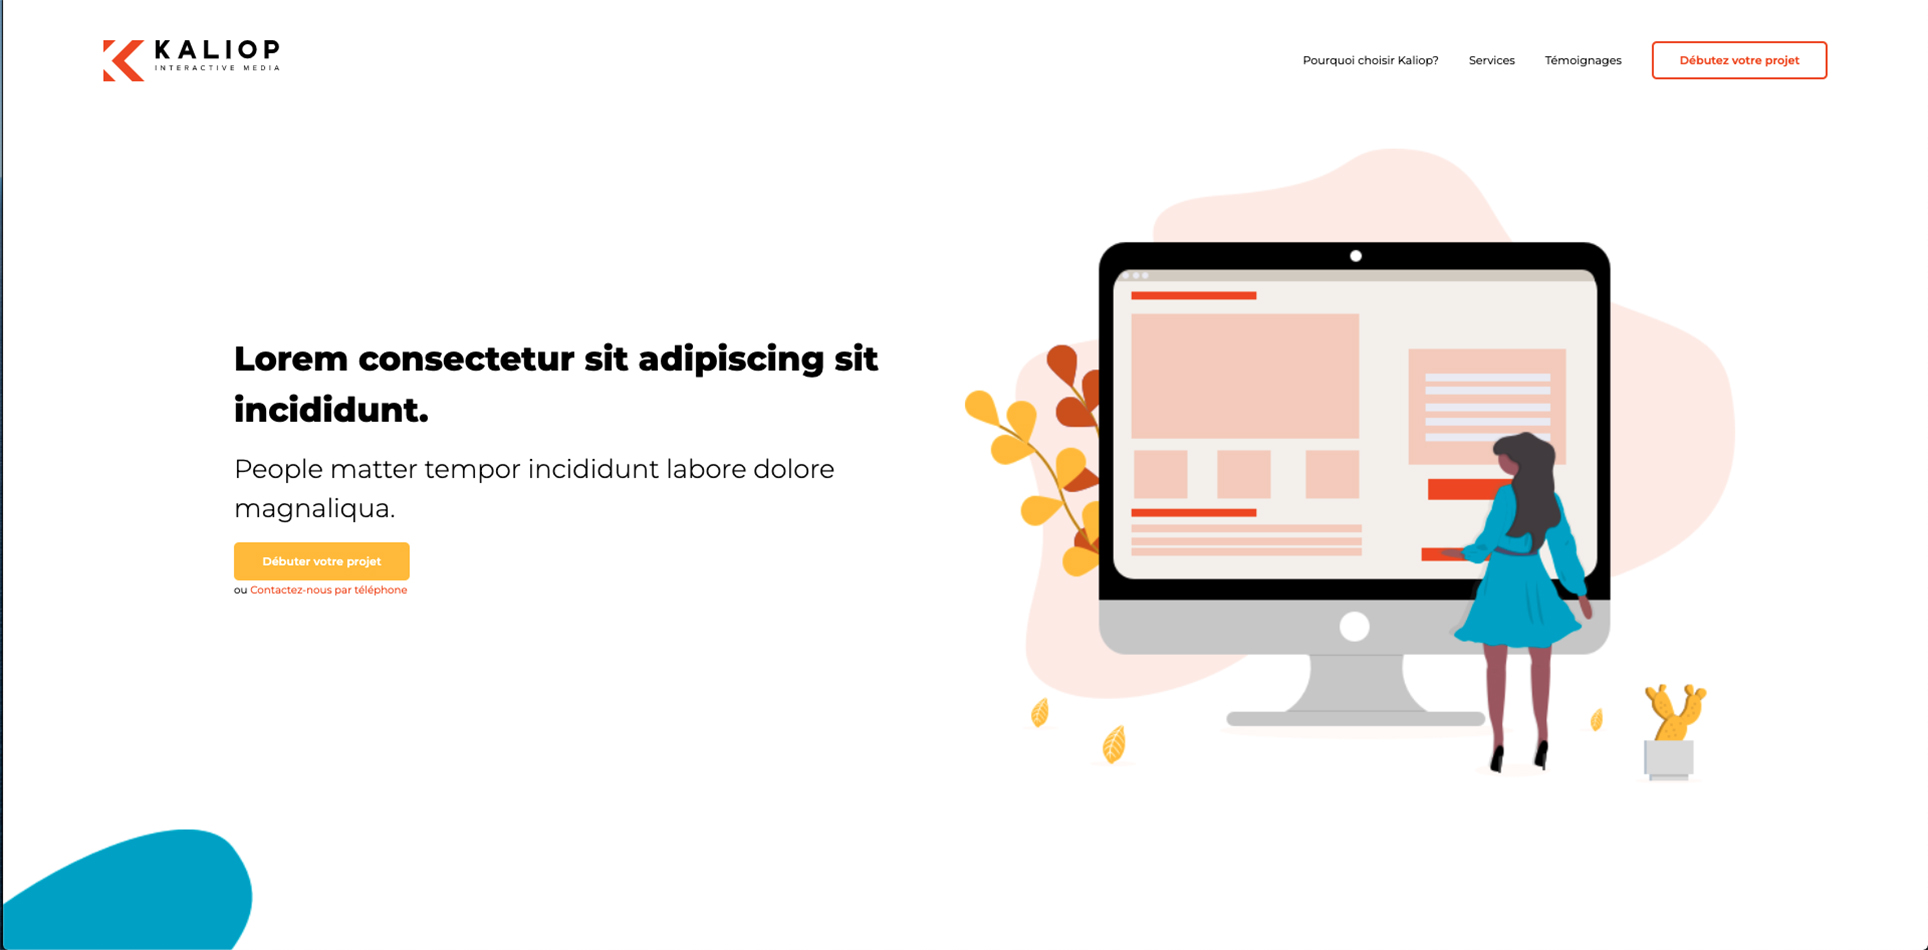 KALIOP
INTERACTIVE MEDIA
Pourquoi choisir Kaliop?
Services
Témoignages
Débutez votre projet
Lorem consectetur sit adipiscing sit
incididunt.
People matter tempor incididunt labore dolore
magnaliqua.
Débuter votre projet
ou Contactez-nous par téléphone